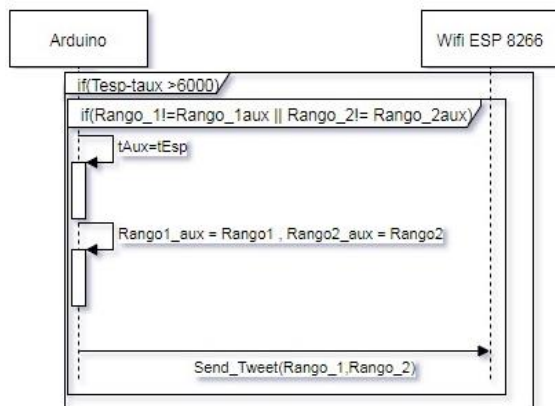 Arduino
Wifi ESP 8266
if(Tesp-taux >6000)
if(Rango_1!=Rango_1aux || Rango_2!= Rango_2aux)
tAux=tEsp
Rango1_aux = Rango1 , Rango2_aux = Rango2
Send_Tweet(Rango_1,Rango_2)